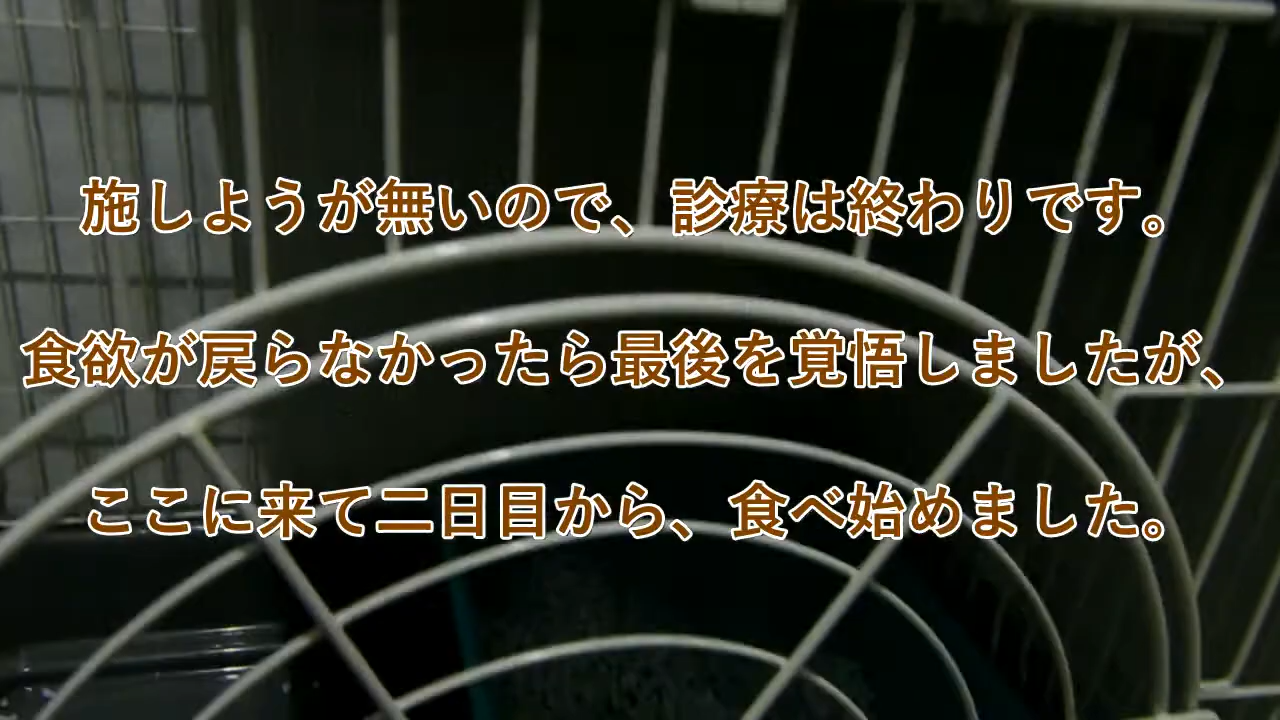 施しようが無いので、診療は終わりです。
食欲が戻らなかったら最後を覚悟しましたが、
ここに来て二日目から、食べ始めました。